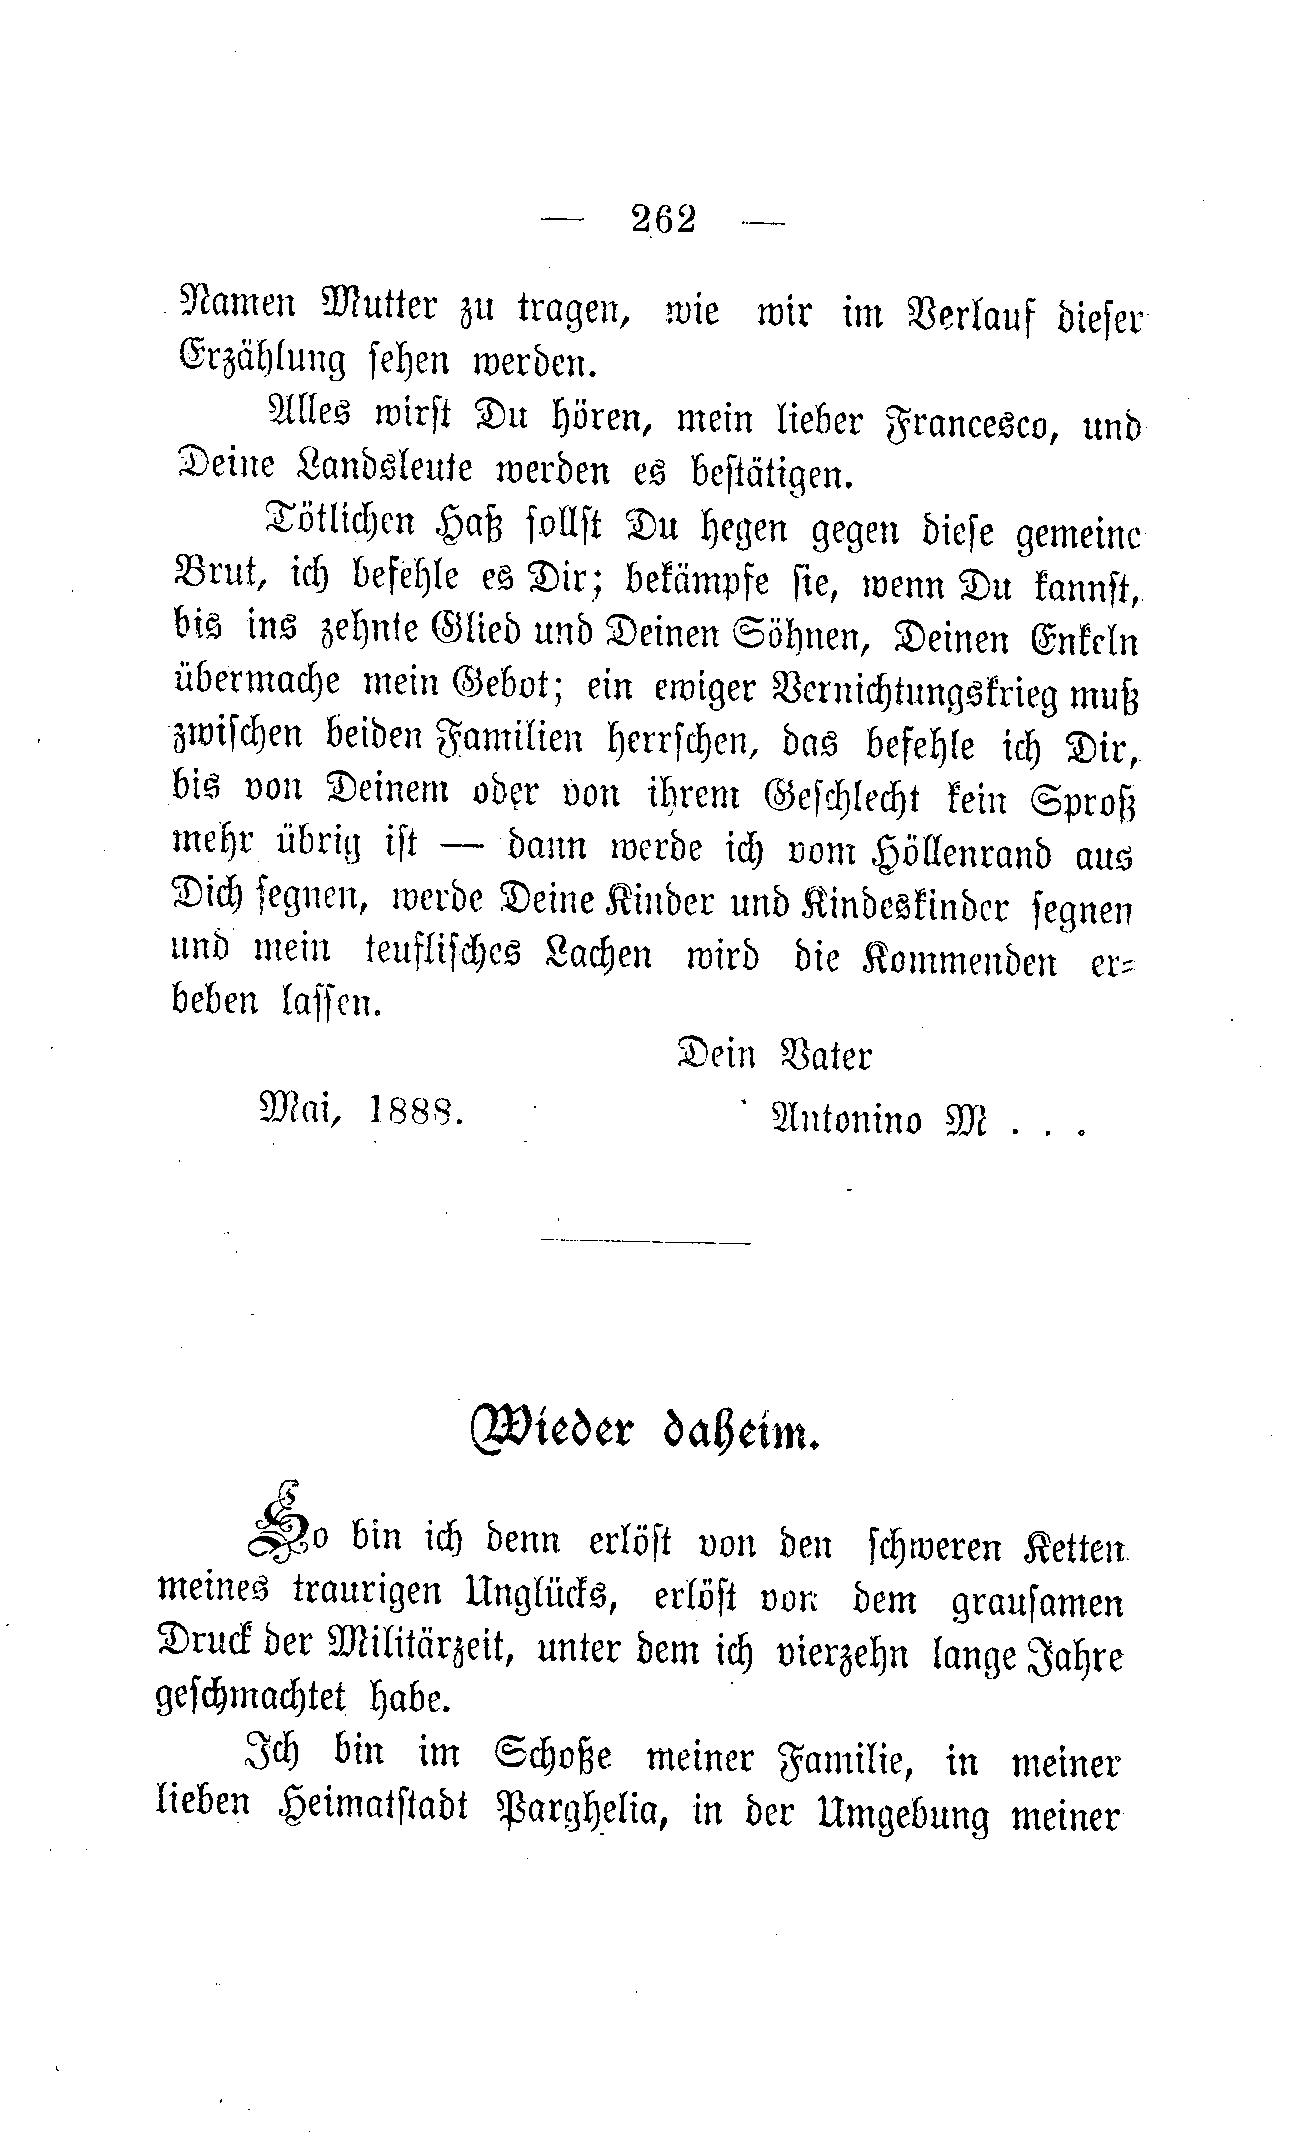 — 262 —
Namen Mutter zu tragen, wie wir im Verlauf dieser
Erzählung sehen werden.
Alles wirst Du hören, mein lieber Francesco, und
Deine Landsleute werden es bestätigen.
Tötlichen Haß sollst Du hegen gegen diese gemeine
Brut, ich befehle es Dir; bekämpfe sie, wenn Du kannst,
bis ins zehnte Glied und Deinen Söhnen, Deinen Enkeln
übermache mein Gebot; ein ewiger Vernichtungskrieg muß
zwischen beiden Familien herrschen, das befehle ich Dir,
bis von Deinem oder von ihrem Geschlecht kein Sproß
mehr übrig ist — dann werde ich vom Höllenrand aus
Dich segnen, werde Deine Kinder und Kindeskinder segnen
und mein teuflisches Lachen wird die Kommenden er-
beben lassen.
Dein Vater
Mai, 1888. Antonino M . . .
Wieder daheim.
So bin ich denn erlöst von den schweren Ketten
meines traurigen Unglücks, erlöst von dem grausamen
Druck der Militärzeit, unter dem ich vierzehn lange Jahre
geschmachtet habe.
Ich bin im Schoße meiner Familie, in meiner
lieben Heimatstadt Parghelia, in der Umgebung meiner